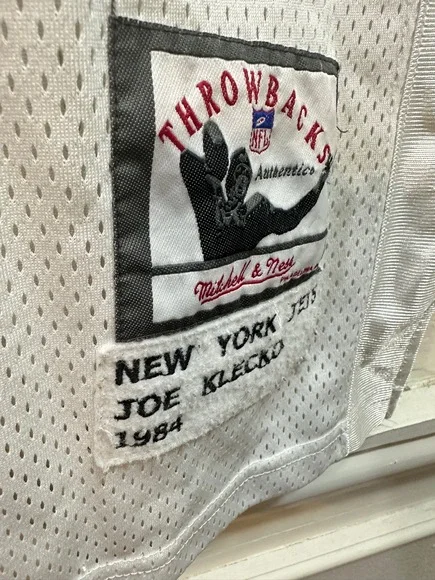 THROWBACKS
NFL
Authentics
Mitchell & Ness
NEW YORK JETS
JOE KLECKO
1984